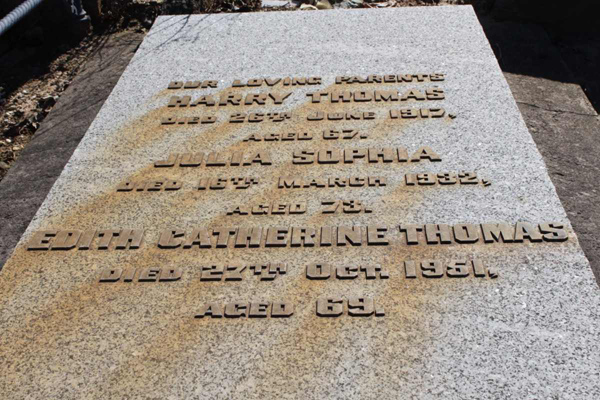 OUR LOVING PARENTS
HARRY THOMAS
DIED 26TH JUNE 1917,
AGED 67.
JULIA SOPHIA
DIED 16TH MARCH 1932,
AGED 73.
EDITH CATHERINE THOMAS
DIED 27TH OCT. 1951,
AGED 69.